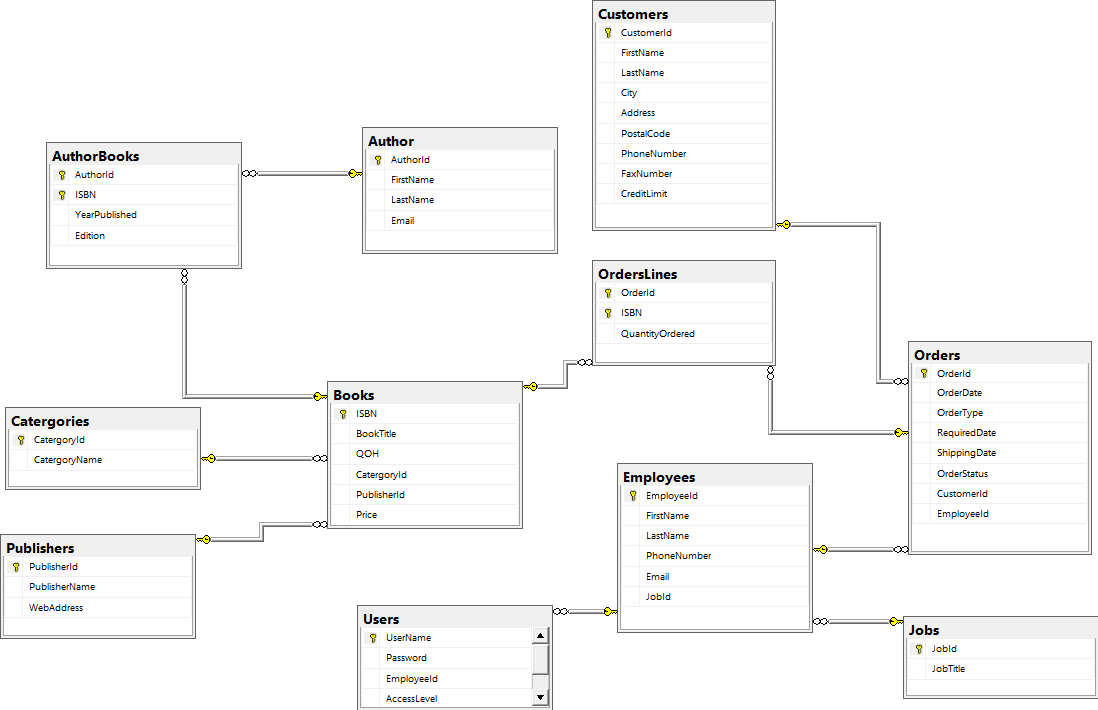 Customers
CustomerId
FirstName
LastName
City
Address
PostalCode
PhoneNumber
FaxNumber
CreditLimit
Author
AuthorId
FirstName
LastName
Email
AuthorBooks
AuthorId
ISBN
YearPublished
Edition
OrdersLines
OrderId
ISBN
QuantityOrdered
Orders
OrderId
OrderDate
OrderType
RequiredDate
ShippingDate
OrderStatus
CustomerId
EmployeeId
Books
ISBN
BookTitle
QOH
CatergoryId
PublisherId
Price
Catergories
CatergoryId
CatergoryName
Employees
EmployeeId
FirstName
LastName
PhoneNumber
Email
JobId
Publishers
PublisherId
PublisherName
WebAddress
Users
UserName
Password
EmployeeId
AccessLevel
Jobs
JobId
JobTitle